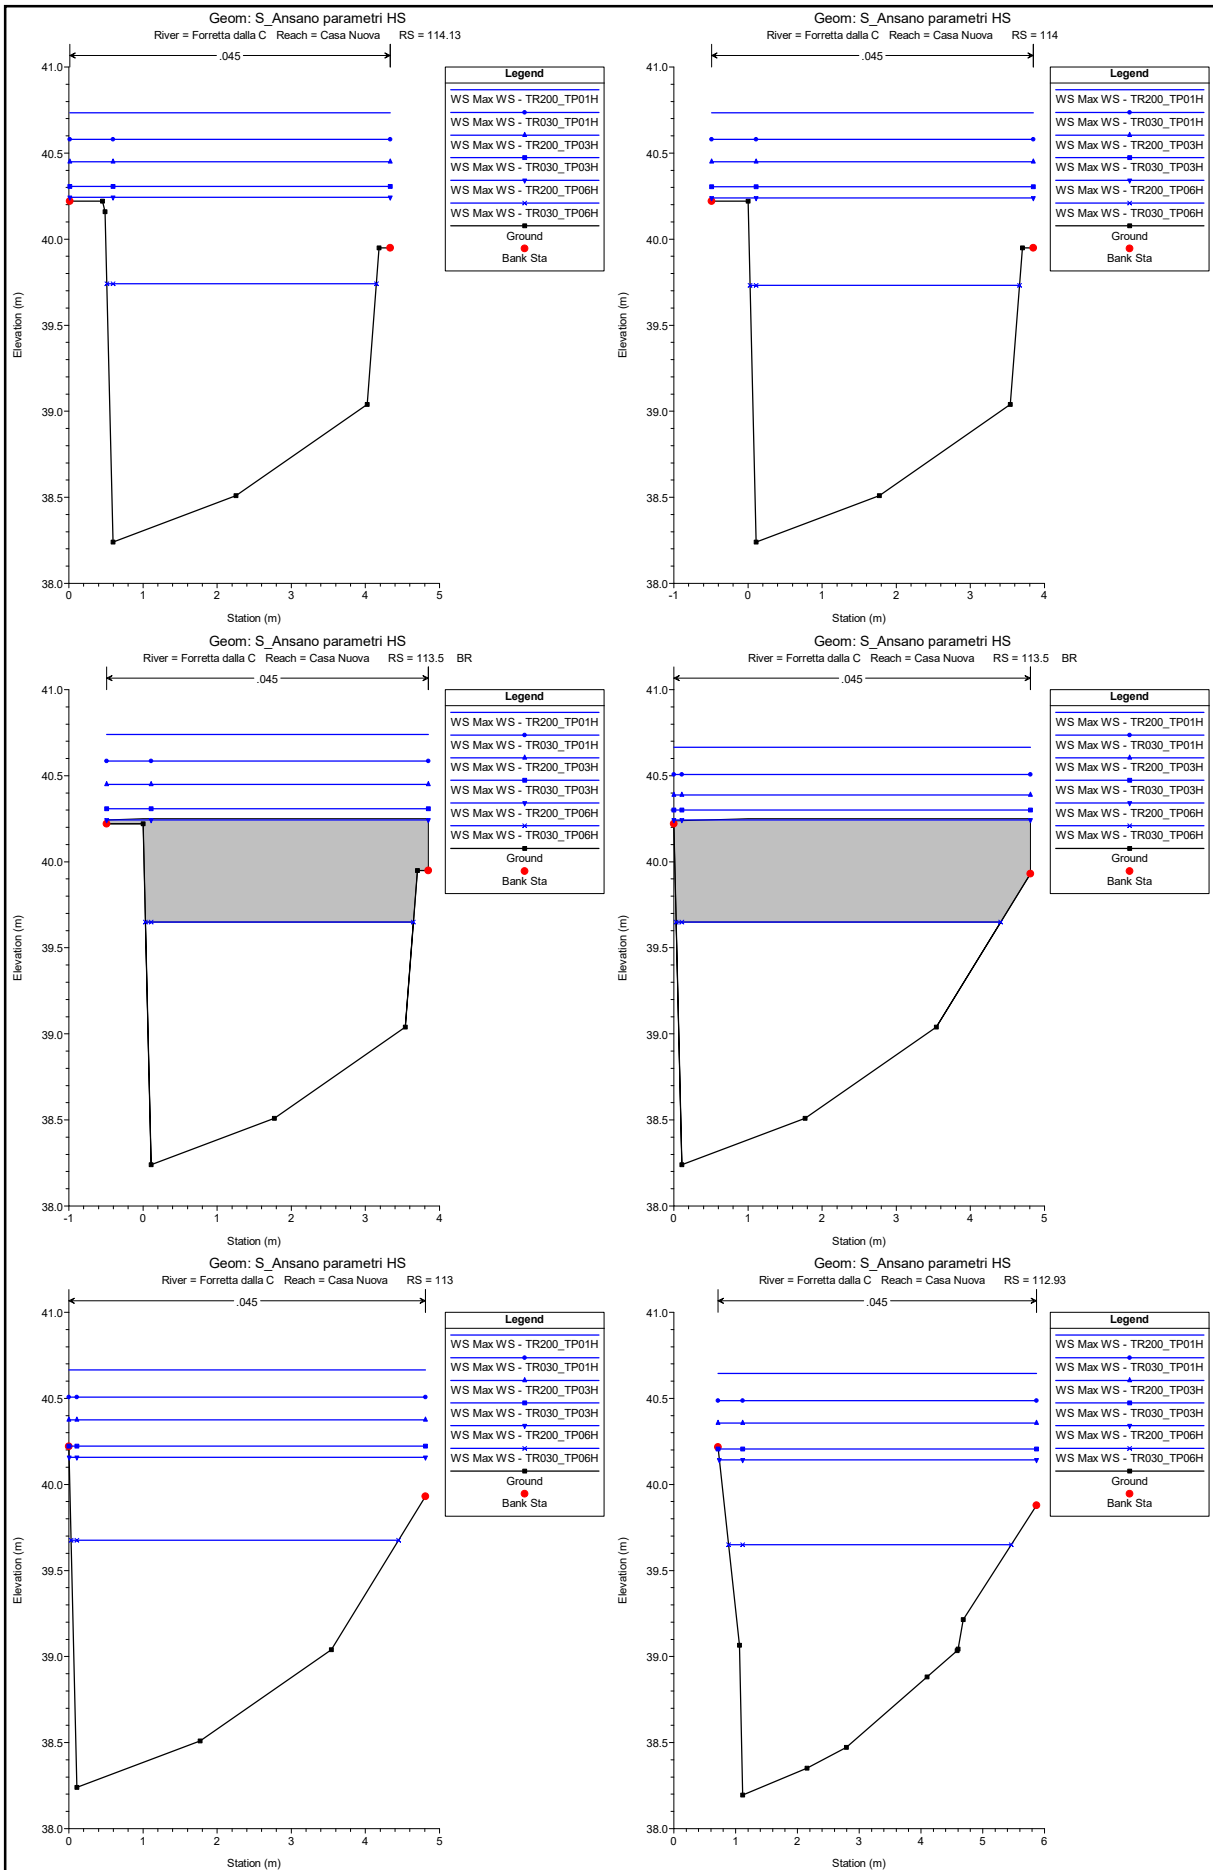 Geom: S_Ansano parametri HS
River = Forretta dalla C Reach = Casa Nuova RS = 114.13
.045
Legend
WS Max WS - TR200_TP01H
WS Max WS - TR030_TP01H
WS Max WS - TR200_TP03H
WS Max WS - TR030_TP03H
WS Max WS - TR200_TP06H
WS Max WS - TR030_TP06H
Ground
Bank Sta
41.0
40.5
40.0
39.5
39.0
38.5
38.0
Elevation (m)
0 1 2 3 4 5
Station (m)
Geom: S_Ansano parametri HS
River = Forretta dalla C Reach = Casa Nuova RS = 114
.045
Legend
WS Max WS - TR200_TP01H
WS Max WS - TR030_TP01H
WS Max WS - TR200_TP03H
WS Max WS - TR030_TP03H
WS Max WS - TR200_TP06H
WS Max WS - TR030_TP06H
Ground
Bank Sta
41.0
40.5
40.0
39.5
39.0
38.5
38.0
Elevation (m)
-1 0 1 2 3 4
Station (m)
Geom: S_Ansano parametri HS
River = Forretta dalla C Reach = Casa Nuova RS = 113.5 BR
.045
Legend
WS Max WS - TR200_TP01H
WS Max WS - TR030_TP01H
WS Max WS - TR200_TP03H
WS Max WS - TR030_TP03H
WS Max WS - TR200_TP06H
WS Max WS - TR030_TP06H
Ground
Bank Sta
41.0
40.5
40.0
39.5
39.0
38.5
38.0
Elevation (m)
-1 0 1 2 3 4
Station (m)
Geom: S_Ansano parametri HS
River = Forretta dalla C Reach = Casa Nuova RS = 113.5 BR
.045
Legend
WS Max WS - TR200_TP01H
WS Max WS - TR030_TP01H
WS Max WS - TR200_TP03H
WS Max WS - TR030_TP03H
WS Max WS - TR200_TP06H
WS Max WS - TR030_TP06H
Ground
Bank Sta
41.0
40.5
40.0
39.5
39.0
38.5
38.0
Elevation (m)
0 1 2 3 4 5
Station (m)
Geom: S_Ansano parametri HS
River = Forretta dalla C Reach = Casa Nuova RS = 113
.045
Legend
WS Max WS - TR200_TP01H
WS Max WS - TR030_TP01H
WS Max WS - TR200_TP03H
WS Max WS - TR030_TP03H
WS Max WS - TR200_TP06H
WS Max WS - TR030_TP06H
Ground
Bank Sta
41.0
40.5
40.0
39.5
39.0
38.5
38.0
Elevation (m)
0 1 2 3 4 5
Station (m)
Geom: S_Ansano parametri HS
River = Forretta dalla C Reach = Casa Nuova RS = 112.93
.045
Legend
WS Max WS - TR200_TP01H
WS Max WS - TR030_TP01H
WS Max WS - TR200_TP03H
WS Max WS - TR030_TP03H
WS Max WS - TR200_TP06H
WS Max WS - TR030_TP06H
Ground
Bank Sta
41.0
40.5
40.0
39.5
39.0
38.5
38.0
Elevation (m)
0 1 2 3 4 5 6
Station (m)